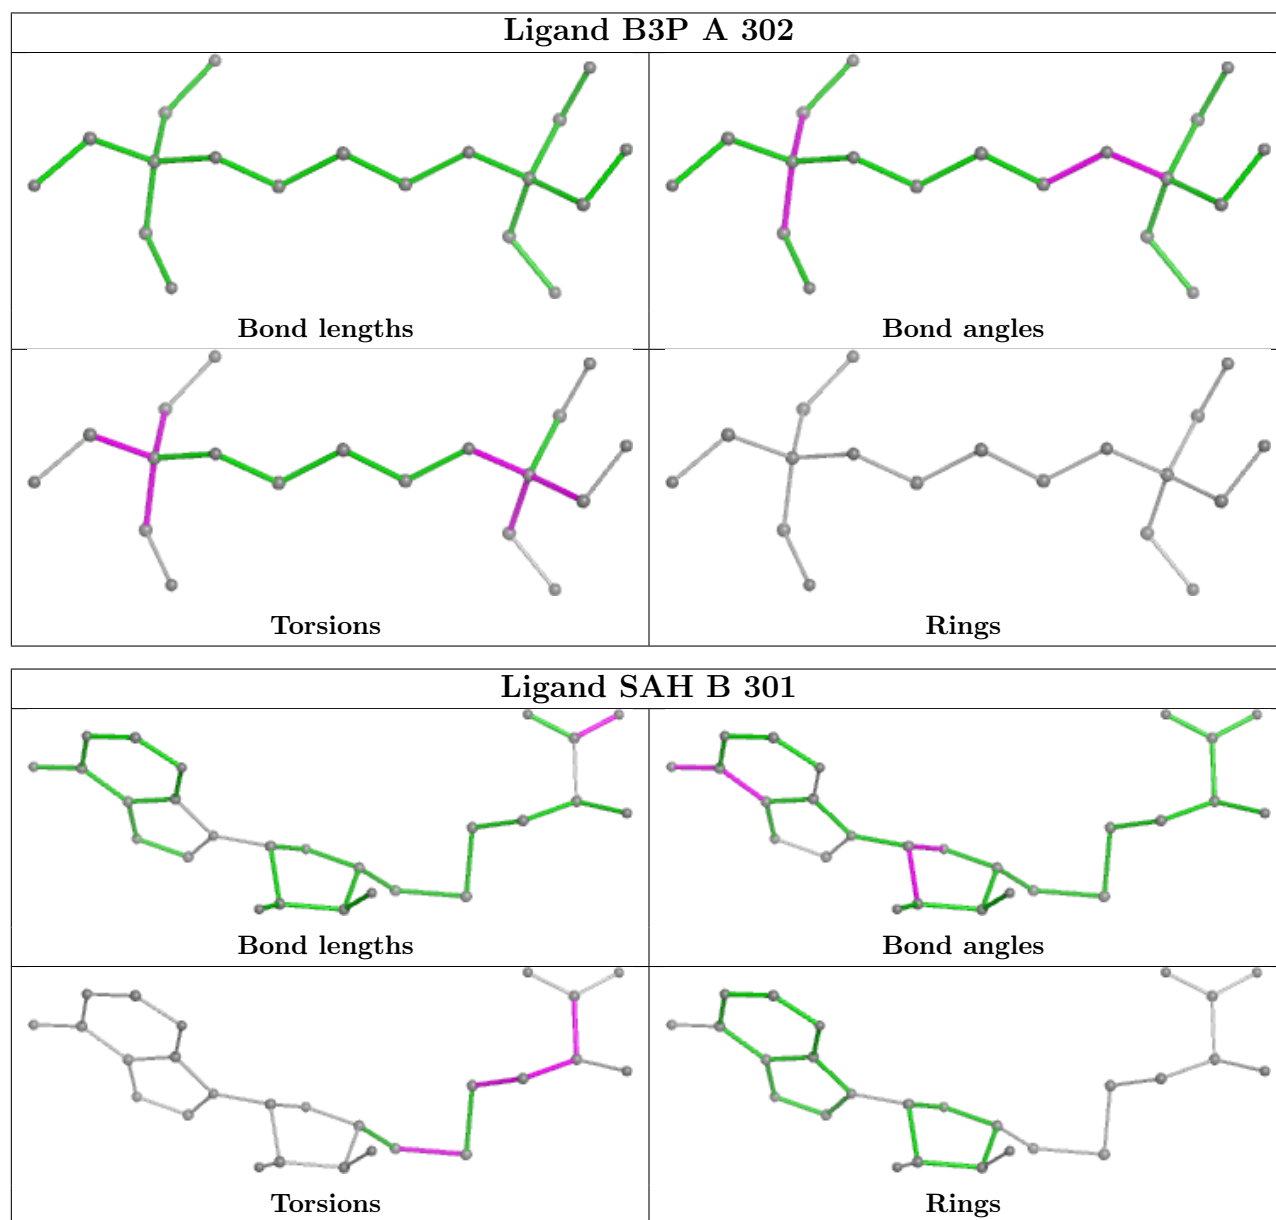 Ligand B3P A 302
Bond lengths
Bond angles
Torsions
Rings
Ligand SAH B 301
Bond lengths
Bond angles
Torsions
Rings